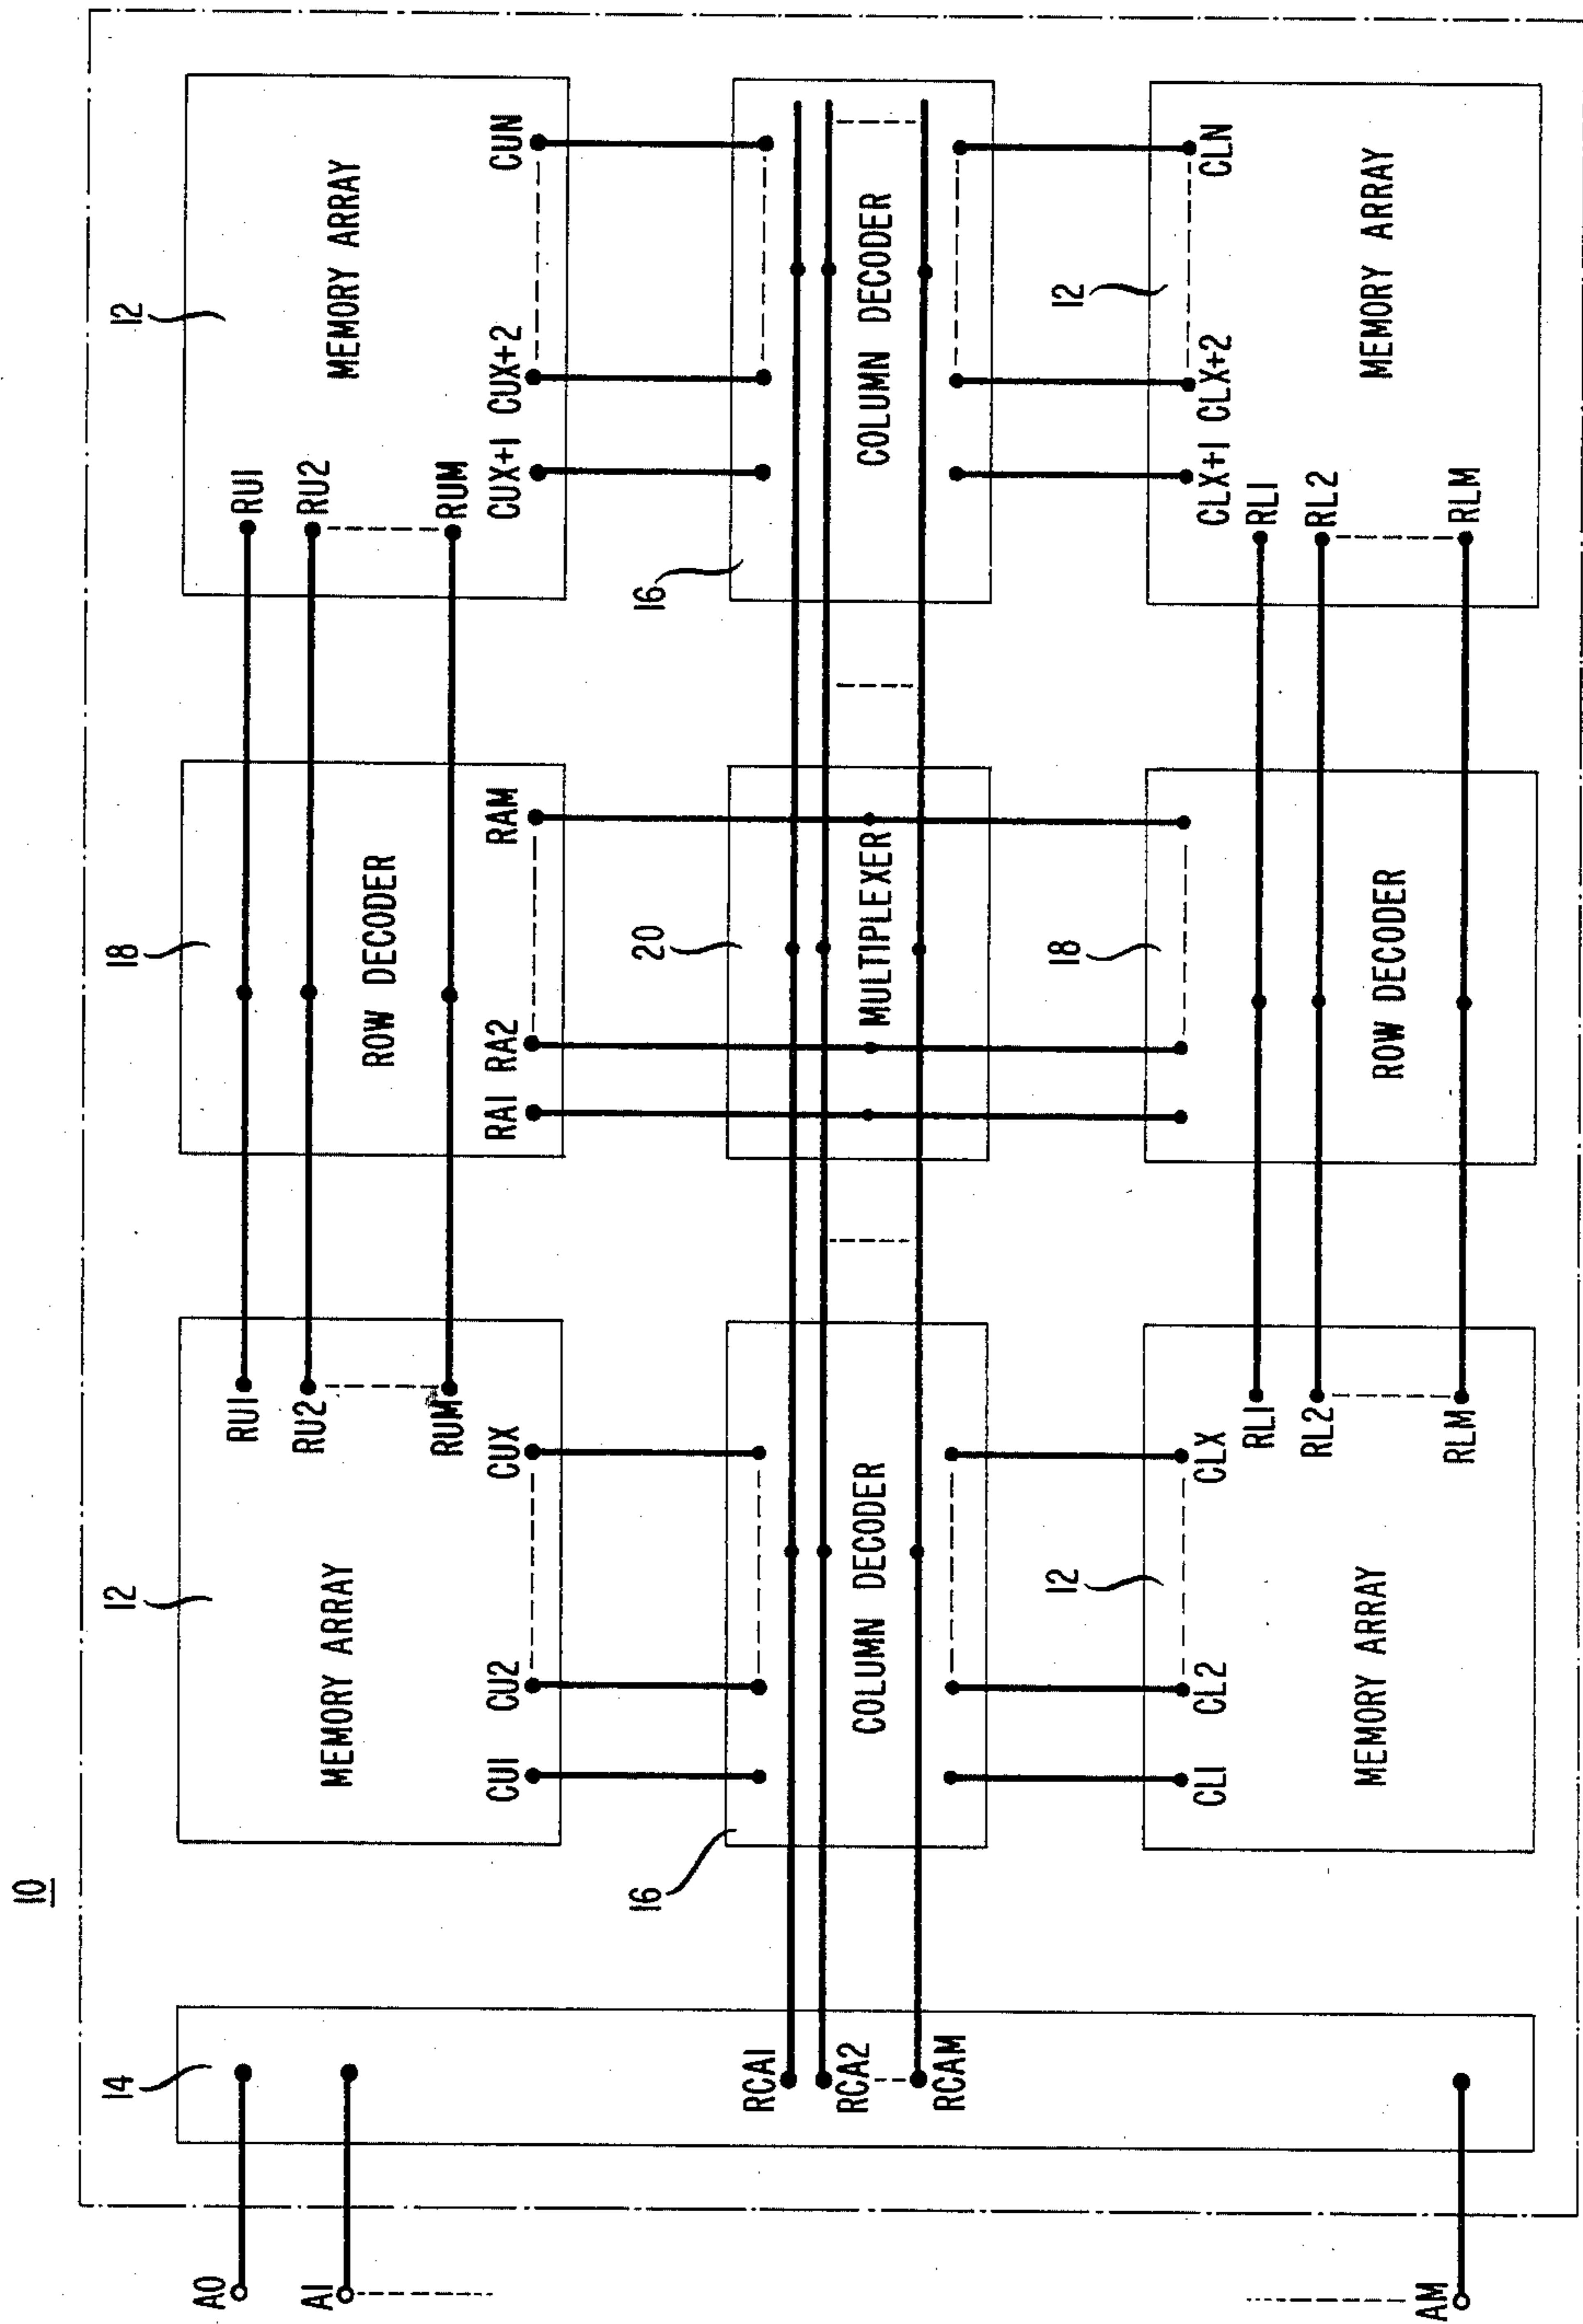 10
14
12
18
12
A0
A1
AM
RU1
RU2
RUM
RU1
RU2
RUM
MEMORY ARRAY
ROW DECODER
MEMORY ARRAY
CU1
CU2
CUX
RA1
RA2
RAM
CUX+1
CUX+2
CUN
16
20
16
RCA1
RCA2
RCAM
COLUMN DECODER
MULTIPLEXER
COLUMN DECODER
12
18
12
CL1
CL2
CLX
CLX+1
CLX+2
CLN
RL1
RL2
RLM
RL1
RL2
RLM
MEMORY ARRAY
ROW DECODER
MEMORY ARRAY